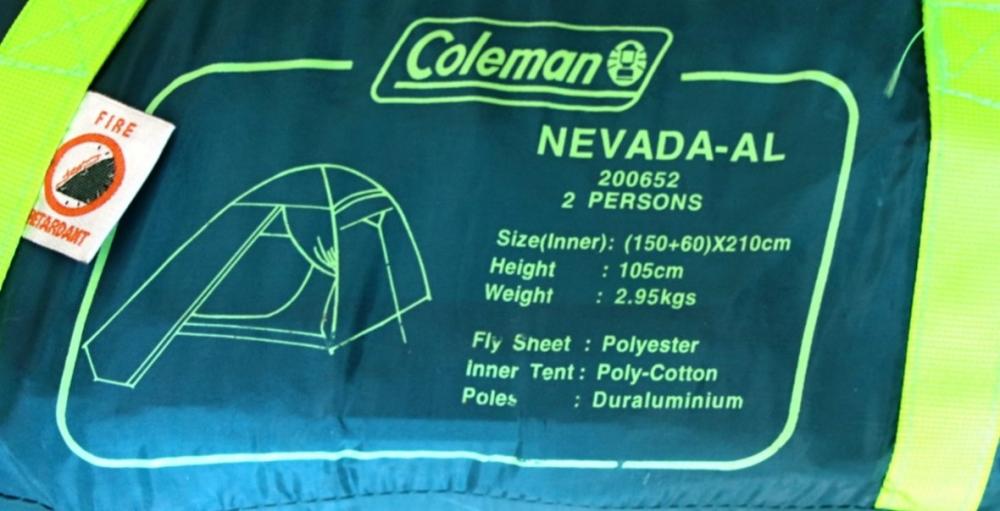 Coleman
FIRE
RETARDANT
NEVADA-AL
200652
2 PERSONS
Size(Inner): (150+60)X210cm
Height : 105cm
Weight : 2.95kgs
Fly Sheet : Polyester
Inner Tent : Poly-Cotton
Poles : Duraluminium